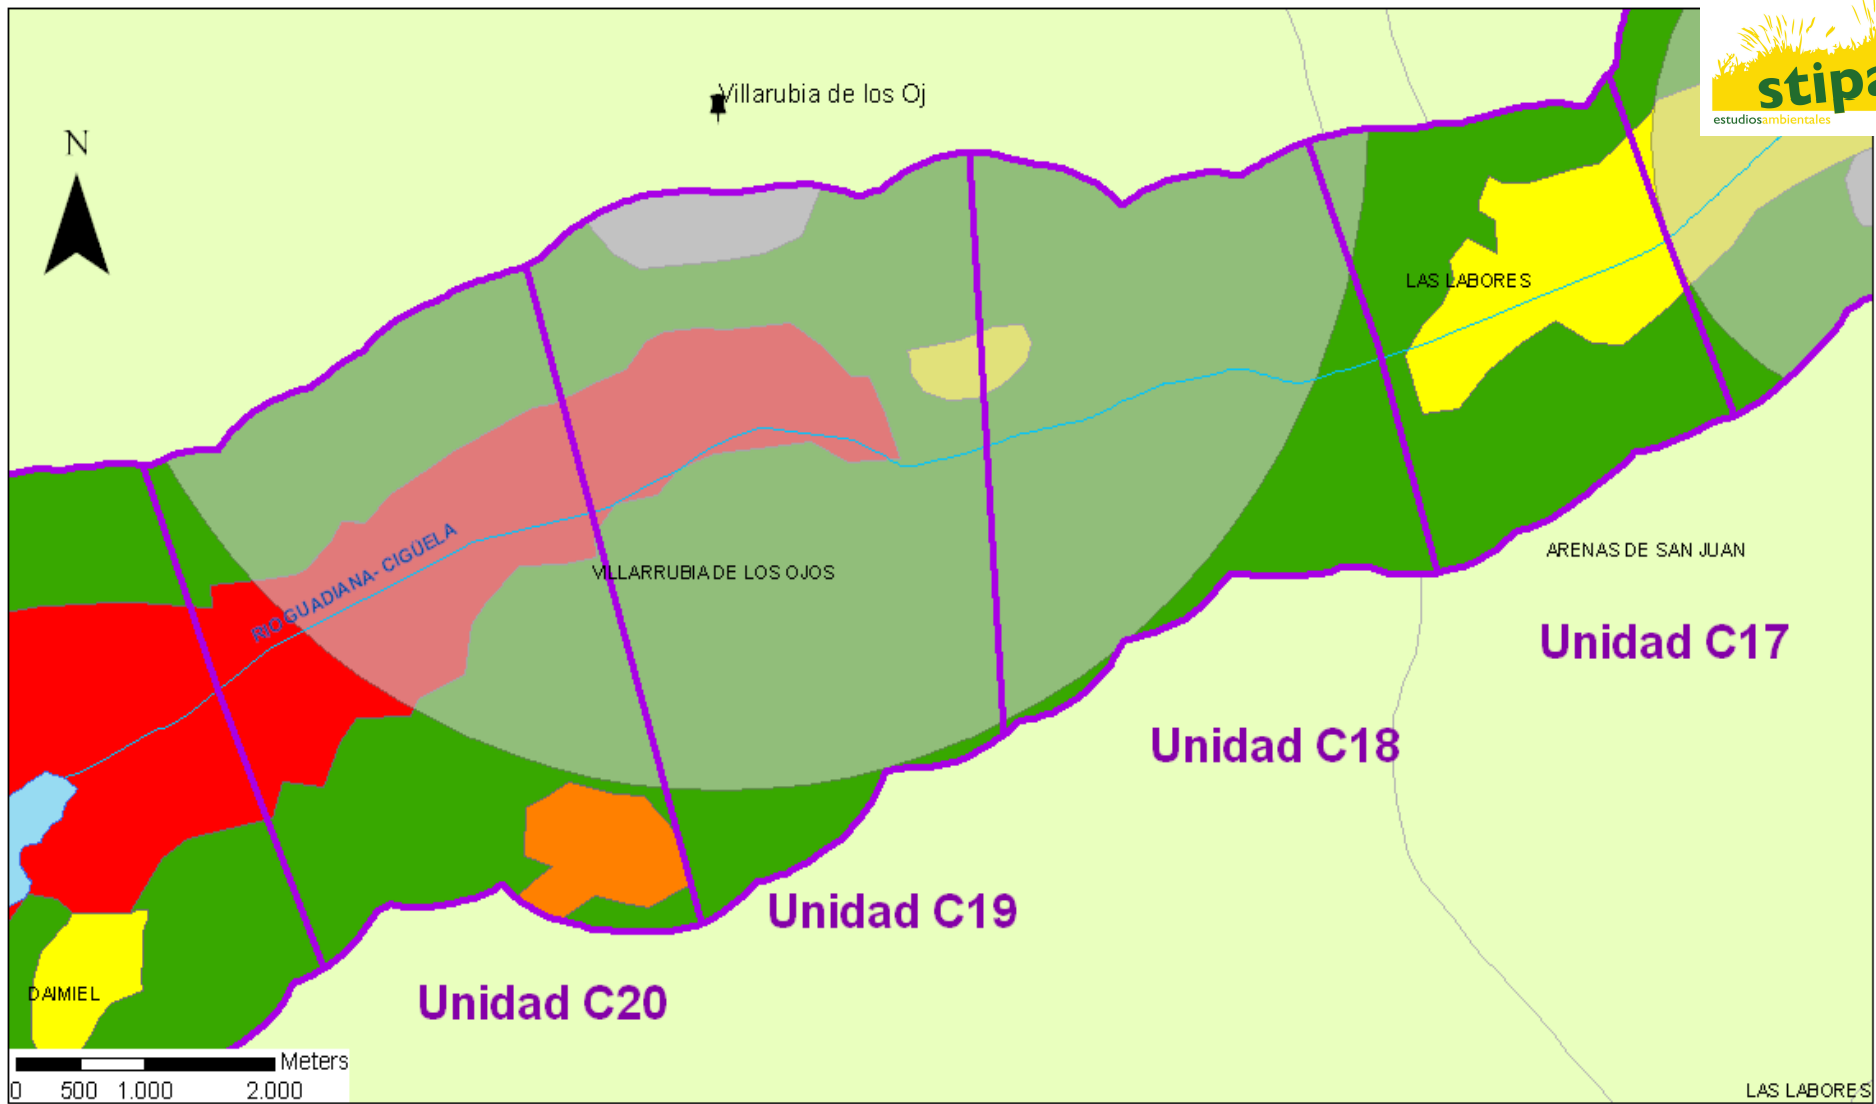 stipa
estudiosambientales
Villarubia de los Oj
N
LAS LABORES
RIO GUADIANA- CIGÜELA
VILLARRUBIA DE LOS OJOS
ARENAS DE SAN JUAN
Unidad C17
Unidad C18
Unidad C19
Unidad C20
DAIMIEL
Meters
0 500 1.000 2.000
LAS LABORES